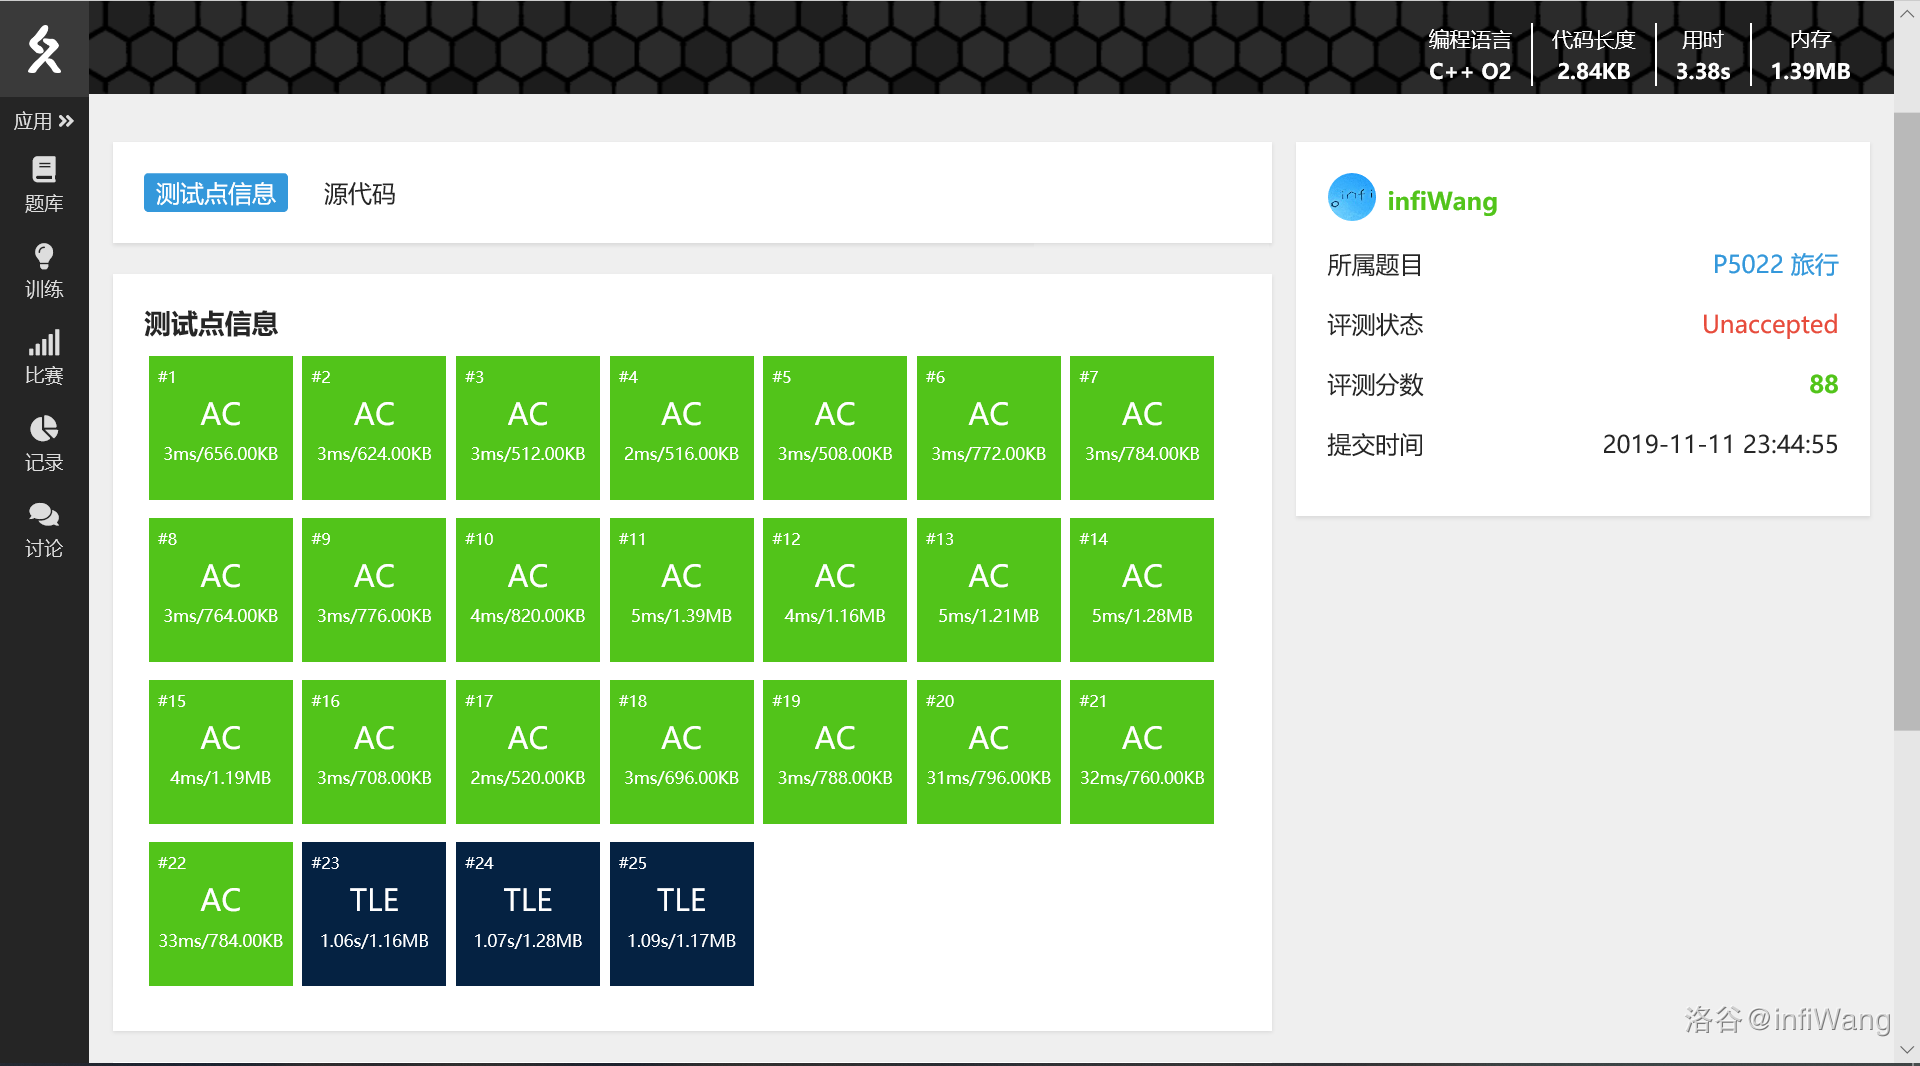 编程语言 代码长度 用时 内存
C++ O2 2.84KB 3.38s 1.39MB
应用
题库
训练
比赛
记录
讨论
测试点信息 源代码
测试点信息
#1 #2 #3 #4 #5 #6 #7
AC AC AC AC AC AC AC
3ms/656.00KB 3ms/624.00KB 3ms/512.00KB 2ms/516.00KB 3ms/508.00KB 3ms/772.00KB 3ms/784.00KB
#8 #9 #10 #11 #12 #13 #14
AC AC AC AC AC AC AC
3ms/764.00KB 3ms/776.00KB 4ms/820.00KB 5ms/1.39MB 4ms/1.16MB 5ms/1.21MB 5ms/1.28MB
#15 #16 #17 #18 #19 #20 #21
AC AC AC AC AC AC AC
4ms/1.19MB 3ms/708.00KB 2ms/520.00KB 3ms/696.00KB 3ms/788.00KB 31ms/796.00KB 32ms/760.00KB
#22 #23 #24 #25
AC TLE TLE TLE
33ms/784.00KB 1.06s/1.16MB 1.07s/1.28MB 1.09s/1.17MB
infi
infiWang
所属题目 P5022 旅行
评测状态 Unaccepted
评测分数 88
提交时间 2019-11-11 23:44:55
洛谷@infiWang